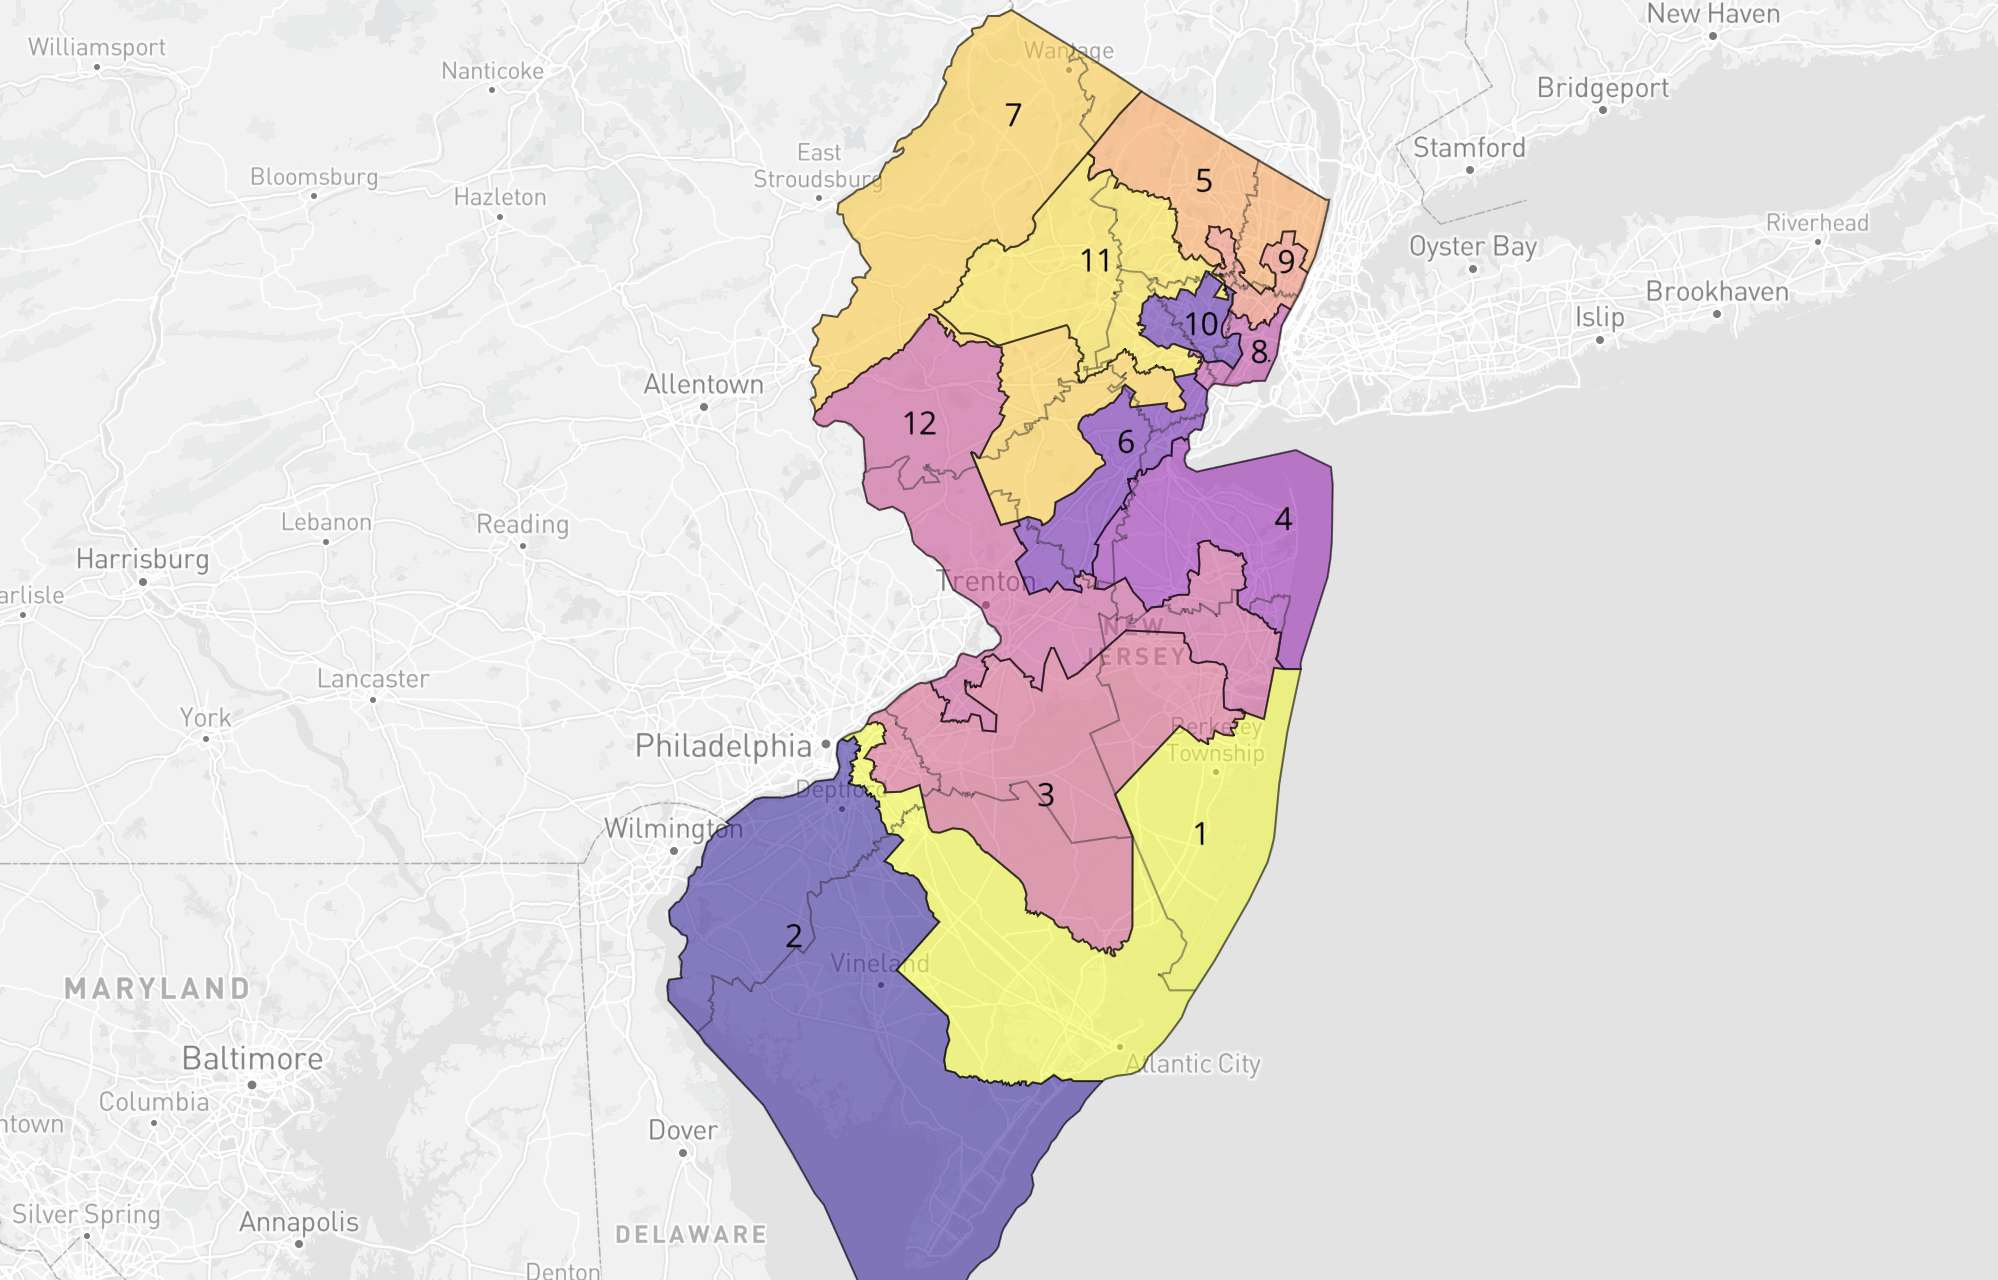 New Haven
Williamsport
Wantage
Nanticoke
Bridgeport
7
Stamford
East
Stroudsburg
Bloomsburg
5
Hazleton
Riverhead
Oyster Bay
11
9
Brookhaven
Islip
10
8
Allentown
12
6
Lebanon
Reading
4
Harrisburg
Trenton
arlisle
NEW
JERSEY
Lancaster
York
Berkeley
Township
Philadelphia
Deptford
3
Wilmington
1
2
Vineland
MARYLAND
Baltimore
Atlantic City
Columbia
ntown
Dover
Silver Spring
Annapolis
DELAWARE
Denton